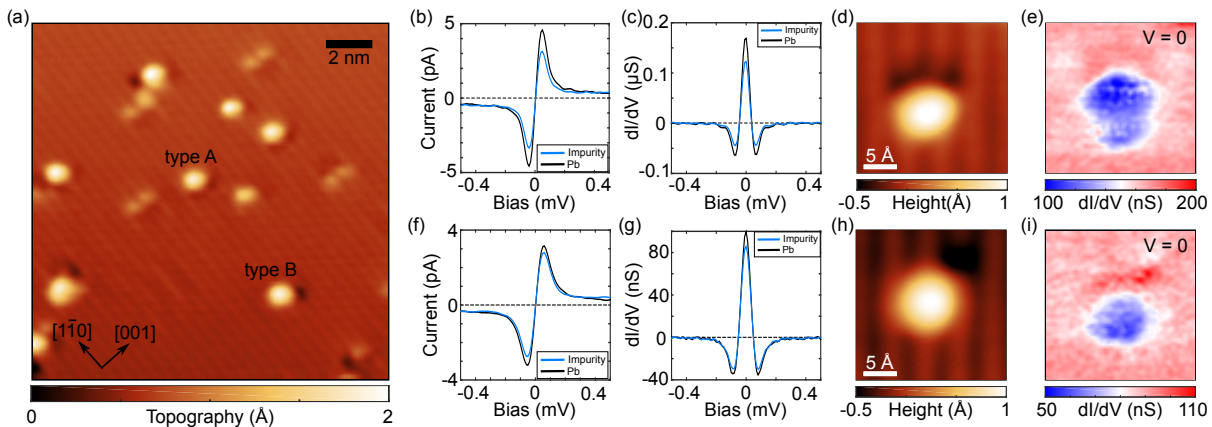 (a)
2 nm
type A
type B
[11̄0]
[001]
0
Topography (Å)
2
(b)
Current (pA)
5
0
−5
Impurity
Pb
−0.4
0
0.4
Bias (mV)
(c)
dI/dV (µS)
0.2
0.1
0
−0.1
Impurity
Pb
−0.4
0
0.4
Bias (mV)
(d)
5 Å
-0.5
Height(Å)
1
(e)
V = 0
100
dI/dV (nS)
200
(f)
Current (pA)
4
0
−4
Impurity
Pb
−0.4
0
0.4
Bias (mV)
(g)
dI/dV (nS)
80
40
0
-40
Impurity
Pb
−0.4
0
0.4
Bias (mV)
(h)
5 Å
-0.5
Height (Å)
1
(i)
V = 0
50
dI/dV (nS)
110